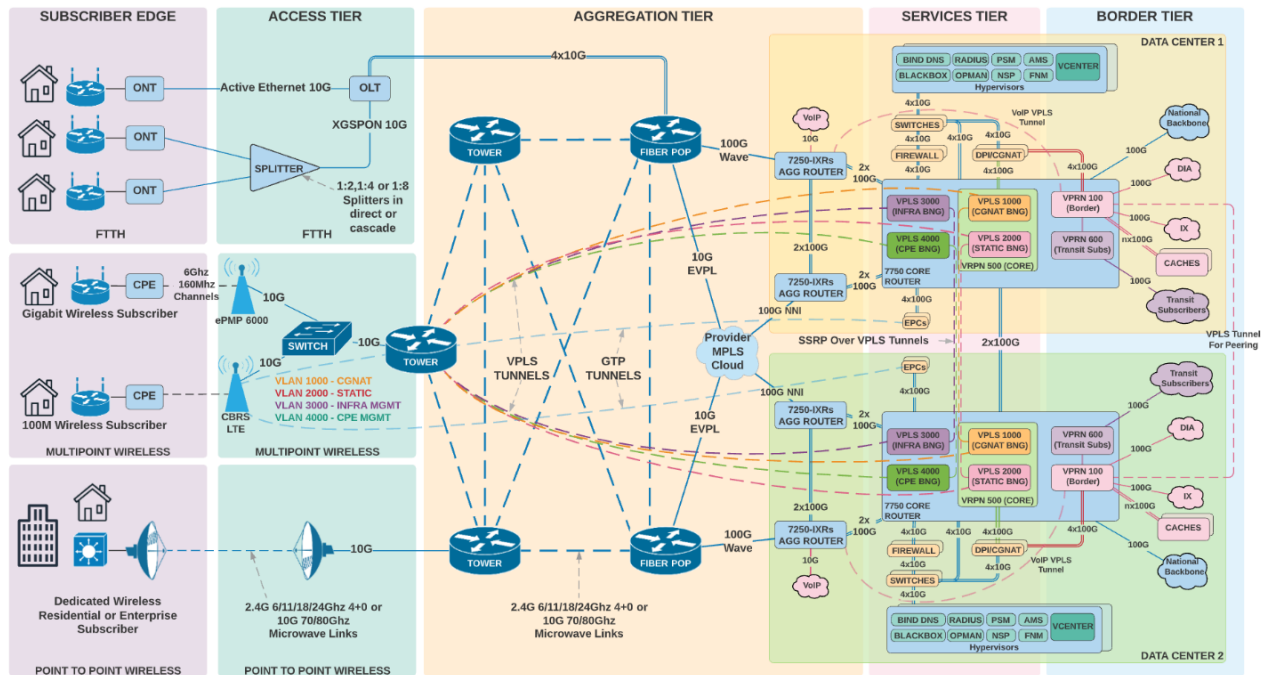 SUBSCRIBER EDGE
ACCESS TIER
AGGREGATION TIER
SERVICES TIER
BORDER TIER
ONT
Active Ethernet 10G
OLT
XGSPON 10G
ONT
SPLITTER
ONT
1:2,1:4 or 1:8
Splitters in
direct or
cascade
FTTH
FTTH
6Ghz
160Mhz
Channels
CPE
Gigabit Wireless Subscriber
10G
ePMP 6000
SWITCH
10G
10G
CPE
100M Wireless Subscriber
CBRS
LTE
VLAN 1000 - CGNAT
VLAN 2000 - STATIC
VLAN 3000 - INFRA MGMT
VLAN 4000 - CPE MGMT
MULTIPOINT WIRELESS
MULTIPOINT WIRELESS
Dedicated Wireless
Residential or Enterprise
Subscriber
10G
2.4G 6/11/18/24Ghz 4+0 or
10G 70/80Ghz
Microwave Links
POINT TO POINT WIRELESS
POINT TO POINT WIRELESS
4x10G
TOWER
FIBER POP
100G
Wave
10G
EVPL
TOWER
VPLS
TUNNELS
GTP
TUNNELS
Provider
MPLS
Cloud
100G NNI
100G NNI
10G
EVPL
TOWER
FIBER POP
100G
Wave
2.4G 6/11/18/24Ghz 4+0 or
10G 70/80Ghz
Microwave Links
DATA CENTER 1
BIND DNS
RADIUS
PSM
AMS
VCENTER
BLACKBOX
OPMAN
NSP
FNM
Hypervisors
4x10G
SWITCHES
4x10G
4x10G
4x10G
FIREWALL
DPI/CGNAT
4x10G
4x10G
VoIP VPLS
Tunnel
4x100G
VoIP
10G
7250-IXRs
AGG ROUTER
2x
100G
2x100G
7250-IXRs
AGG ROUTER
2x
100G
VPLS 3000
(INFRA BNG)
VPLS 1000
(CGNAT BNG)
VPLS 4000
(CPE BNG)
VPLS 2000
(STATIC BNG)
VRPN 500 (CORE)
7750 CORE
ROUTER
VPRN 100
(Border)
VPRN 600
(Transit Subs)
National
Backbone
100G
DIA
100G
IX
100G
nx100G
CACHES
100G
Transit
Subscribers
4x10G
EPCs
SSRP Over VPLS Tunnels
2x100G
VPLS Tunnel
For Peering
EPCs
4x100G
7250-IXRs
AGG ROUTER
2x
100G
2x100G
7250-IXRs
AGG ROUTER
2x
100G
10G
VoIP
VPLS 3000
(INFRA BNG)
VPLS 1000
(CGNAT BNG)
VPLS 4000
(CPE BNG)
VPLS 2000
(STATIC BNG)
VRPN 500 (CORE)
7750 CORE
ROUTER
VPRN 600
(Transit Subs)
VPRN 100
(Border)
Transit
Subscribers
100G
DIA
100G
IX
100G
nx100G
CACHES
100G
National
Backbone
4x10G
4x10G
4x10G
4x100G
FIREWALL
DPI/CGNAT
4x10G
4x10G
SWITCHES
4x10G
VoIP VPLS
Tunnel
BIND DNS
RADIUS
PSM
AMS
VCENTER
BLACKBOX
OPMAN
NSP
FNM
Hypervisors
DATA CENTER 2